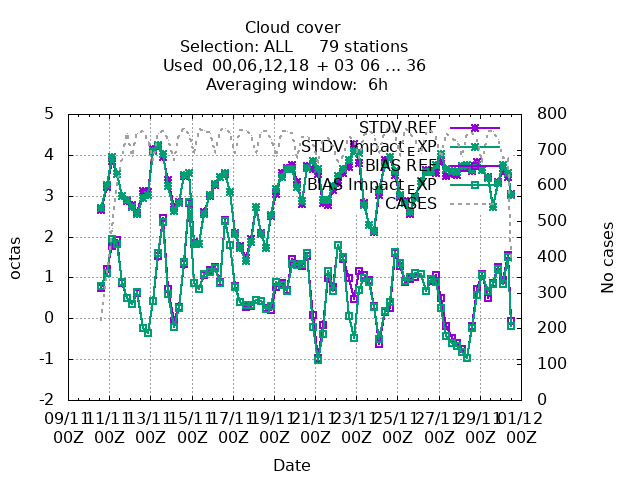 Cloud cover
Selection: ALL 79 stations
Used 00,06,12,18 + 03 06 ... 36
Averaging window: 6h
STDV REF
STDV Impact_EXP
BIAS REF
BIAS Impact_EXP
CASES
5
4
3
2
1
0
-1
-2
octas
800
700
600
500
400
300
200
100
0
No cases
09/11 11/11 13/11 15/11 17/11 19/11 21/11 23/11 25/11 27/11 29/11 01/12
00Z 00Z 00Z 00Z 00Z 00Z 00Z 00Z 00Z 00Z 00Z 00Z
Date